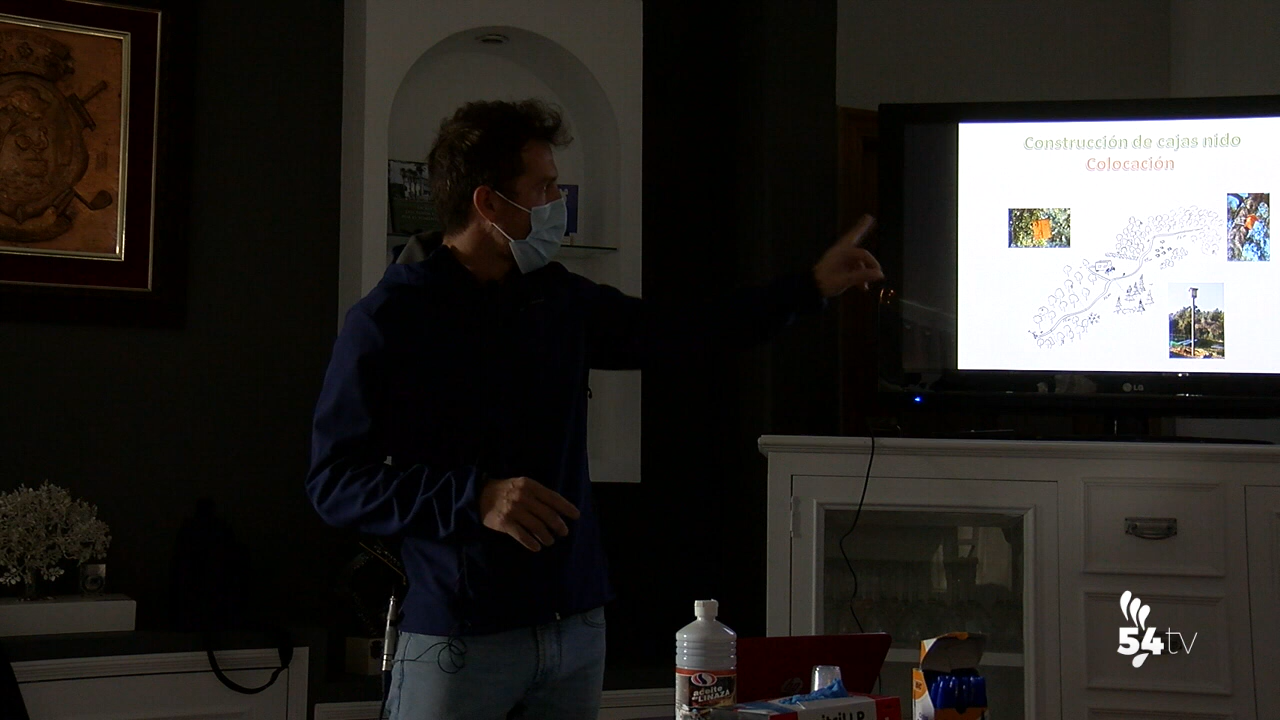 Construcción de cajas nido
Colocación
LG
aceite
de LINAZA
54tv